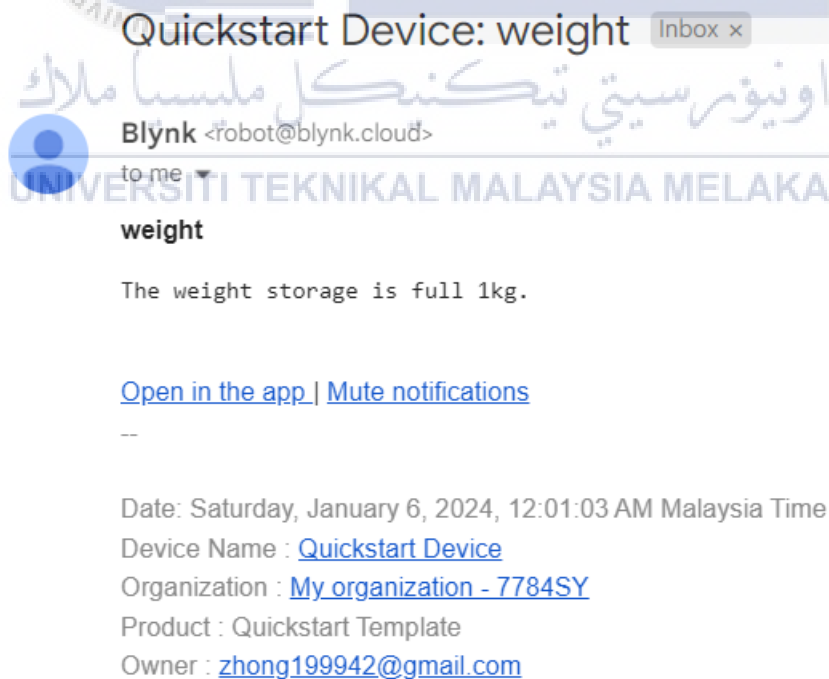 Quickstart Device: weight Inbox ×
اونيۏرسيتي تيكنيكل مليسيا ملاك
Blynk <robot@blynk.cloud>
to me
UNIVERSITI TEKNIKAL MALAYSIA MELAKA
weight
The weight storage is full 1kg.
Open in the app | Mute notifications
--
Date: Saturday, January 6, 2024, 12:01:03 AM Malaysia Time
Device Name : Quickstart Device
Organization : My organization - 7784SY
Product : Quickstart Template
Owner : zhong199942@gmail.com